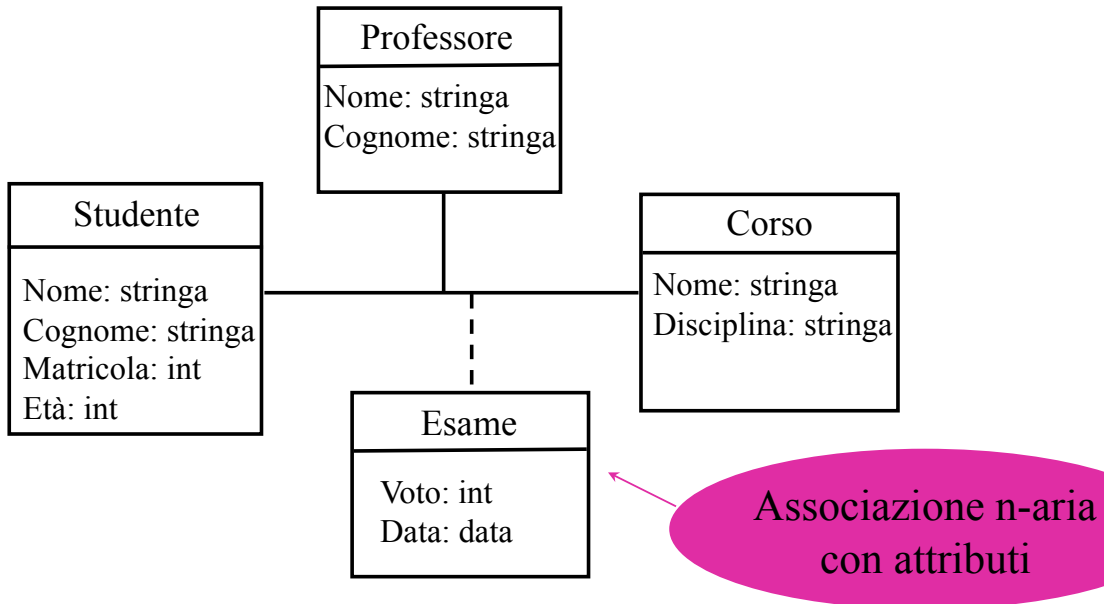 Professore
Nome: stringa
Cognome: stringa
Studente
Nome: stringa
Cognome: stringa
Matricola: int
Età: int
Corso
Nome: stringa
Disciplina: stringa
Esame
Voto: int
Data: data
Associazione n-aria
con attributi